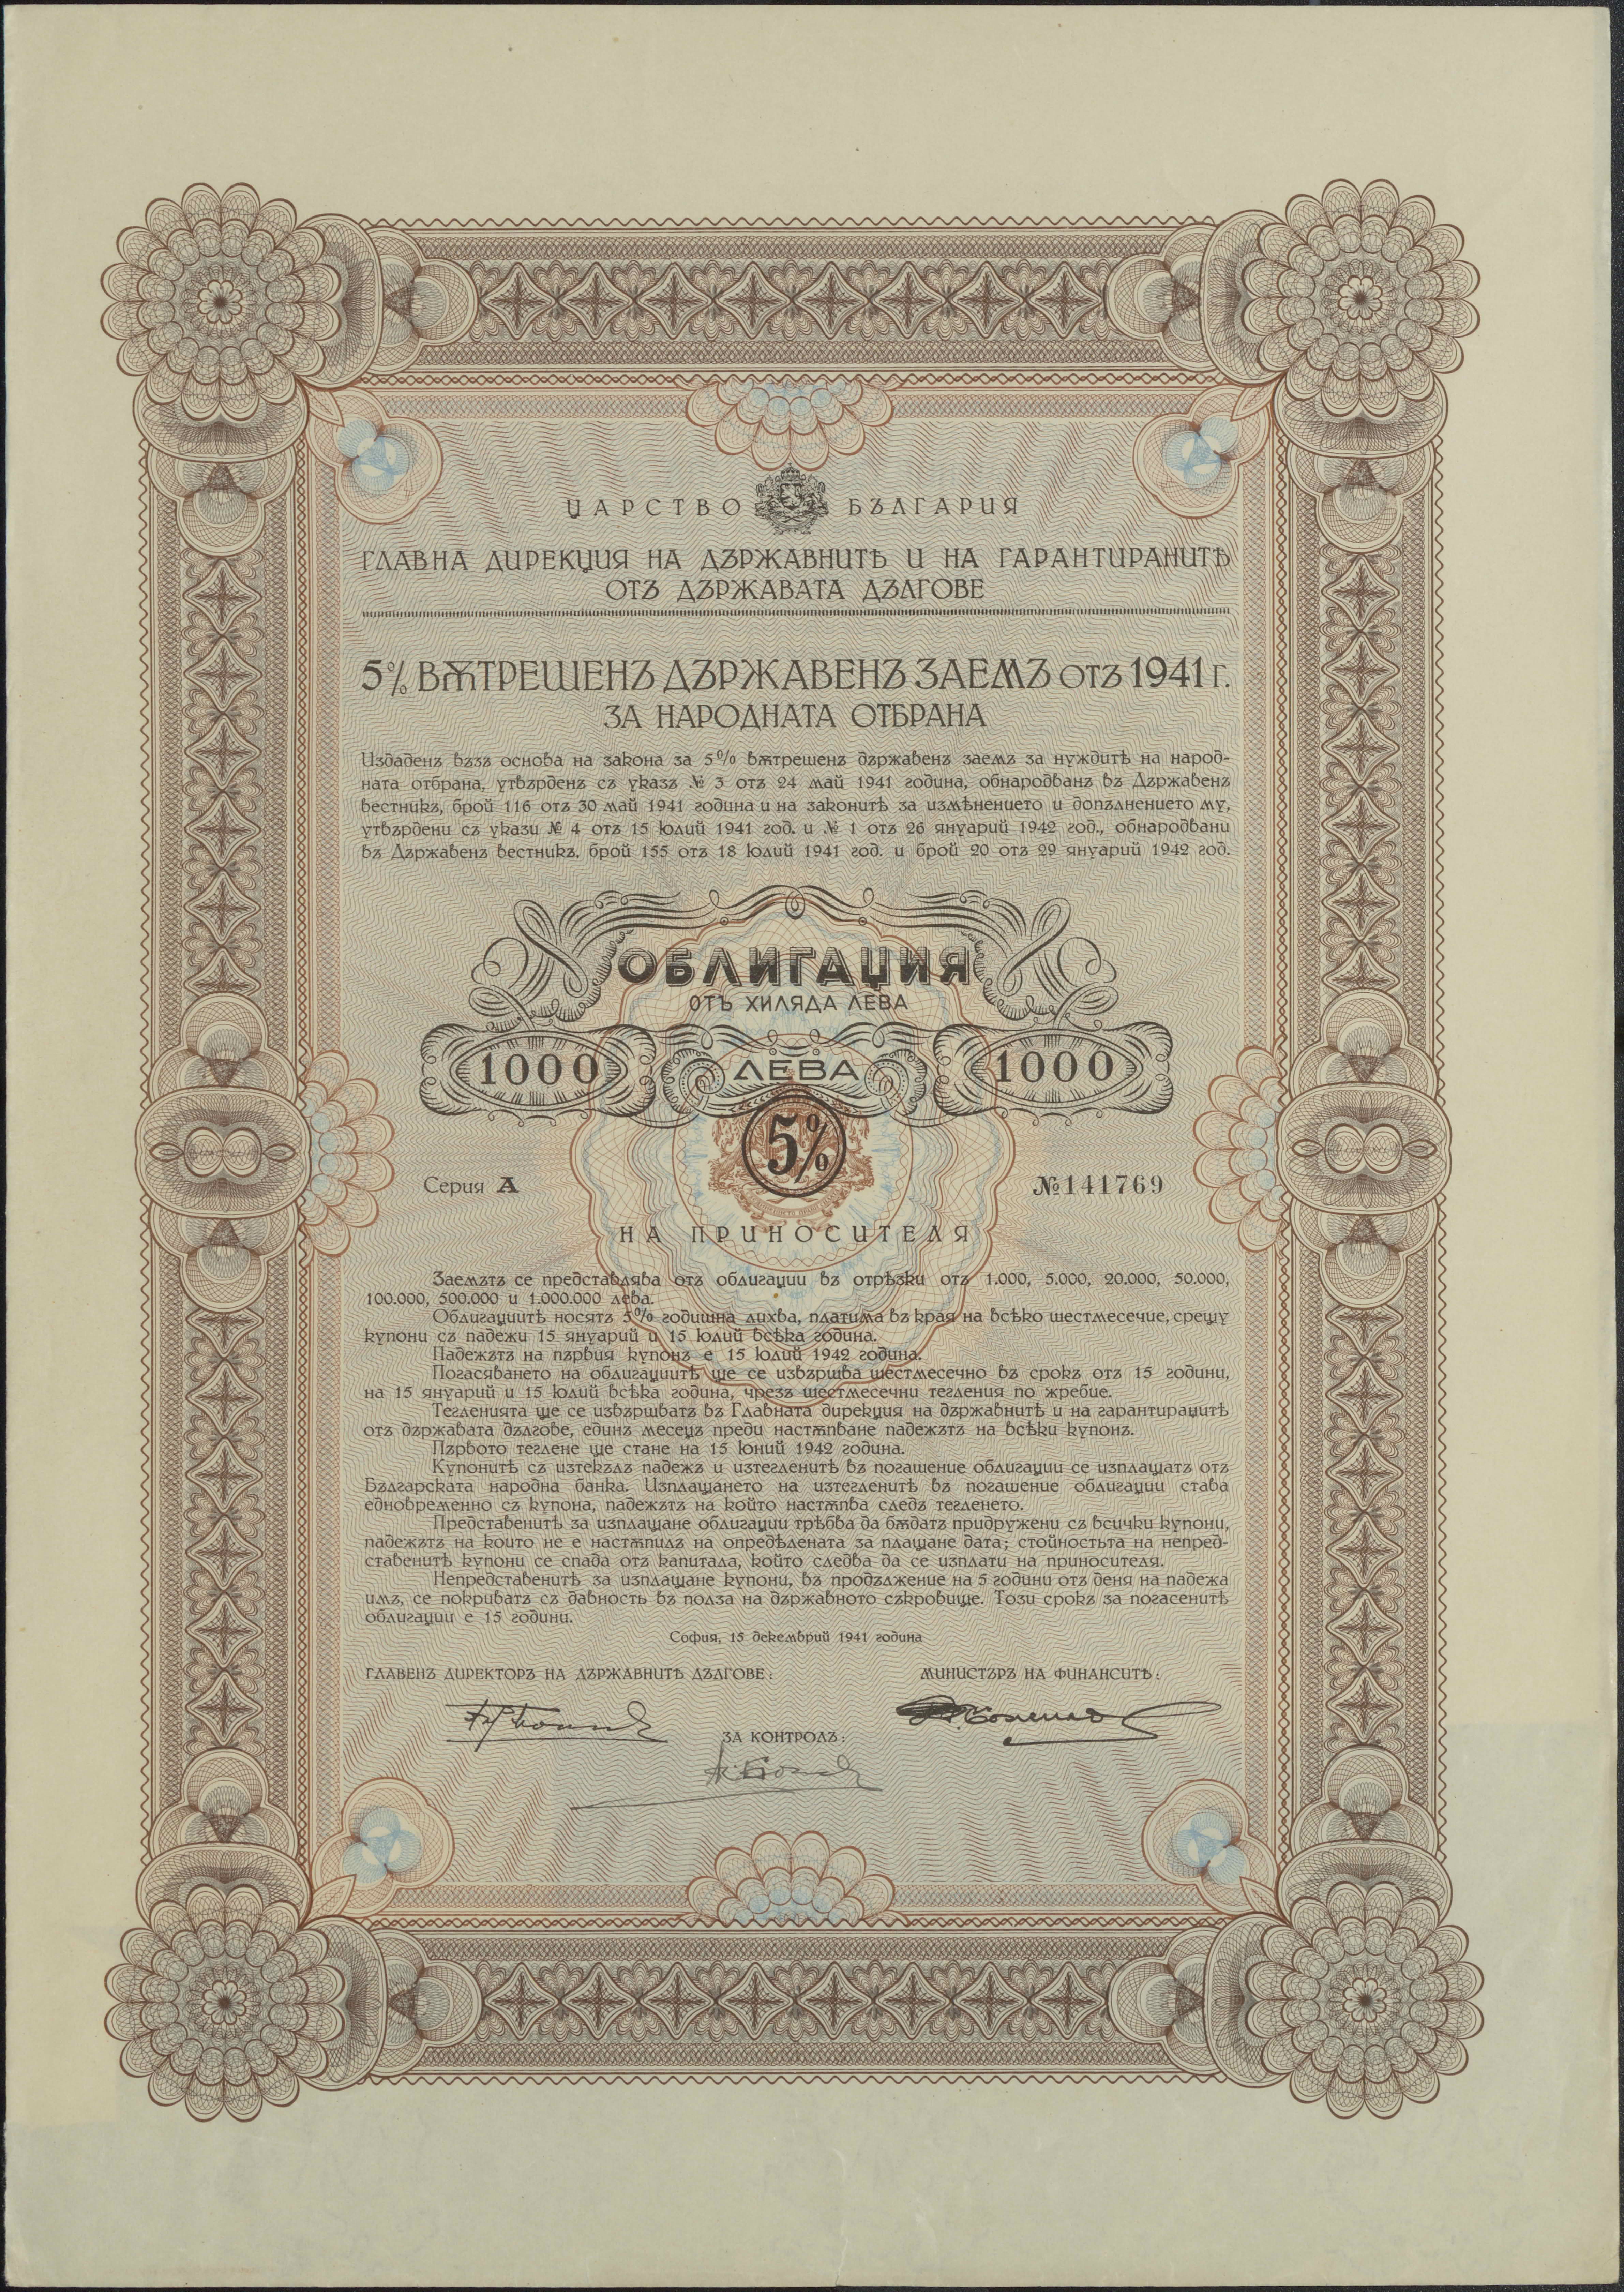 ЦАРСТВО БЪЛГАРИЯ
ГЛАВНА ДИРЕКЦИЯ НА ДЪРЖАВНИТѢ И НА ГАРАНТИРАНИТѢ
ОТЪ ДЪРЖАВАТА ДЪЛГОВЕ
5% ВѪТРЕШЕНЪ ДЪРЖАВЕНЪ ЗАЕМЪ ОТЪ 1941 Г.
ЗА НАРОДНАТА ОТБРАНА
Издаденъ възъ основа на закона за 5% вѫтрешенъ държавенъ заемъ за нуждитѣ на народ-
ната отбрана, утвърденъ съ указъ № 3 отъ 24 май 1941 година, обнародванъ въ Държавенъ
вестникъ, брой 116 отъ 30 май 1941 година и на законитѣ за измѣнението и допълнението му,
утвърдени съ укази № 4 отъ 15 юлий 1941 год. и № 1 отъ 26 януарий 1942 год., обнародвани
въ Държавенъ вестникъ, брой 155 отъ 18 юлий 1941 год. и брой 20 отъ 29 януарий 1942 год.
ОБЛИГАЦИЯ
ОТЪ ХИЛЯДА ЛЕВА
1000 ЛЕВА 1000
5%
Серия А №141769
НА ПРИНОСИТЕЛЯ
Заемътъ се представлява отъ облигации въ отрѣзки отъ 1.000, 5.000, 20.000, 50.000,
100.000, 500.000 и 1.000.000 лева.
Облигациитѣ носятъ 5% годишна лихва, платима въ края на всѣко шестмесечие, срещу
купони съ падежи 15 януарий и 15 юлий всѣка година.
Падежътъ на първия купонъ е 15 юлий 1942 година.
Погасяването на облигациитѣ ще се извършва шестмесечно въ срокъ отъ 15 години,
на 15 януарий и 15 юлий всѣка година, чрезъ шестмесечни тегления по жребие.
Тегленията ще се извършватъ въ Главната дирекция на държавнитѣ и на гарантиранитѣ
отъ държавата дългове, единъ месецъ преди настѫпване падежътъ на всѣки купонъ.
Първото теглене ще стане на 15 юний 1942 година.
Купонитѣ съ изтекълъ падежъ и изтегленитѣ въ погашение облигации се изплащатъ отъ
Българската народна банка. Изплащането на изтегленитѣ въ погашение облигации става
едновременно съ купона, падежътъ на който настѫпва следъ тегленето.
Представенитѣ за изплащане облигации трѣбва да бѫдатъ придружени съ всички купони,
падежътъ на които не е настѫпилъ на опредѣлената за плащане дата; стойностьта на непред-
ставенитѣ купони се спада отъ капитала, който следва да се изплати на приносителя.
Непредставенитѣ за изплащане купони, въ продължение на 5 години отъ деня на падежа
имъ, се покриватъ съ давность въ полза на държавното съкровище. Този срокъ за погасенитѣ
облигации е 15 години.
София, 15 декемврий 1941 година
ГЛАВЕНЪ ДИРЕКТОРЪ НА ДЪРЖАВНИТѢ ДЪЛГОВЕ: МИНИСТЪРЪ НА ФИНАНСИТѢ:
ЗА КОНТРОЛЪ: